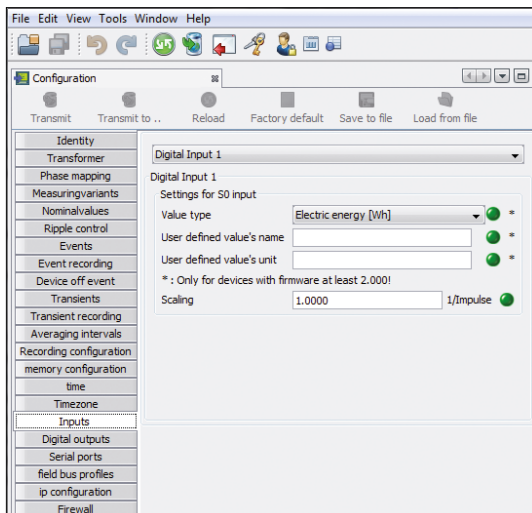 File Edit View Tools Window Help
Configuration
Transmit Transmit to .. Reload Factory default Save to file Load from file
Identity
Transformer
Phase mapping
Measuringvariants
Nominalvalues
Ripple control
Events
Event recording
Device off event
Transients
Transient recording
Averaging intervals
Recording configuration
memory configuration
time
Timezone
Inputs
Digital outputs
Serial ports
field bus profiles
ip configuration
Firewall
Digital Input 1
Digital Input 1
Settings for S0 input
Value type Electric energy [Wh] *
User defined value's name *
User defined value's unit *
* : Only for devices with firmware at least 2.000!
Scaling 1.0000 1/Impulse